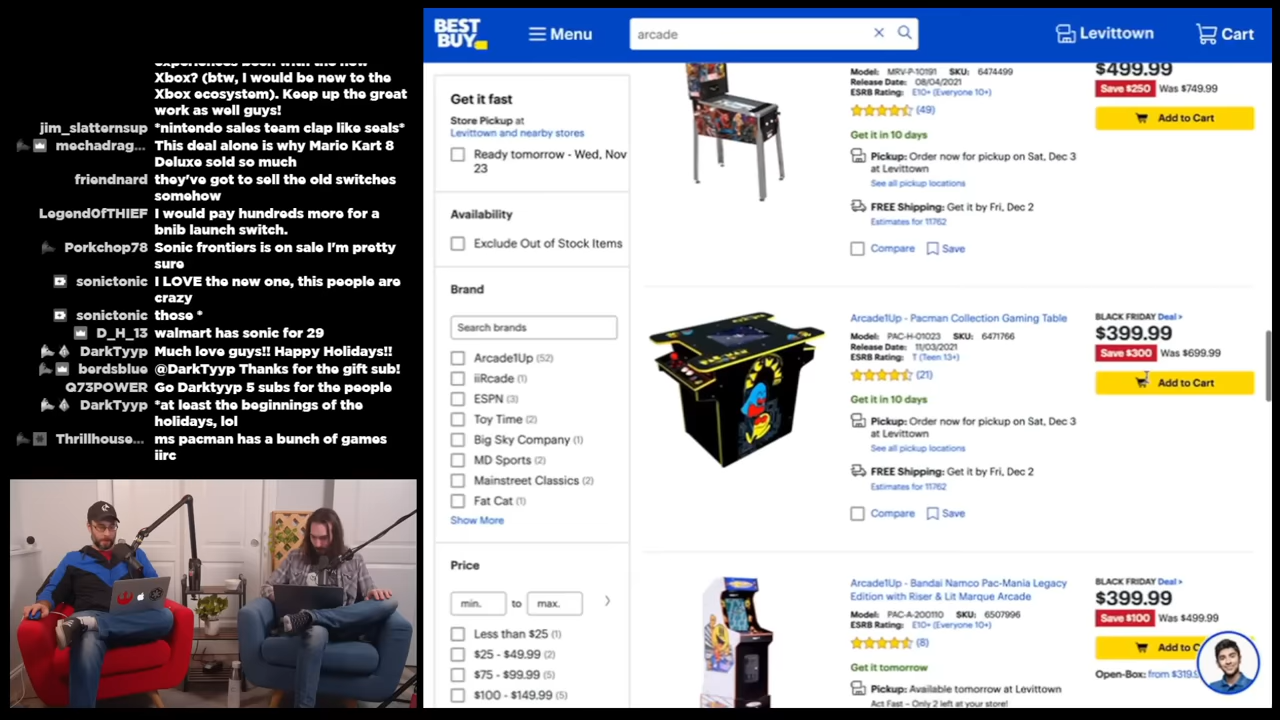 Xbox? (btw, I would be new to the
Xbox ecosystem). Keep up the great
work as well guys!
jim_slatternsup *nintendo sales team clap like seals*
mechadrag... This deal alone is why Mario Kart 8
Deluxe sold so much
friendnard they gotta sell the old switches
somehow
LegendOfTHIEF I would pay hella more for a
bnib launch switch.
Porkchop78 Sonic frontiers is on sale I'm pretty
sure
sonictonic I LOVE the new one, this people are
crazy
sonictonic those *
D_H_13 walmart has sonic for 29
DarkTyyp
betasblue @DarkTyyp Thanks for the gift sub!
Q73POWER Go Darktyyp 5 subs for the people
DarkTyyp *at least the beginnings of the
holidays, lol
Thrillhouse... ms pacman has a bunch of games
iirc
BEST
BUY
Menu
arcade
Levittown
Cart
Get it fast
Store Pickup at
Levittown and nearby stores
Ready tomorrow - Wed, Nov
23
Availability
Exclude Out of Stock Items
Brand
Search brands
Arcade1Up (52)
iiRcade (1)
ESPN (3)
Toy Time (2)
Big Sky Company (1)
MD Sports (2)
Mainstreet Classics (2)
Fat Cat (1)
Show More
Price
min. to max.
Less than $25 (1)
$25 - $49.99 (2)
$75 - $99.99 (5)
$100 - $149.99 (5)
Model: MRV-P-10191 SKU: 6474499
Release Date: 08/04/2021
ESRB Rating: E10+ (Everyone 10+)
(49)
Get it in 10 days
Pickup: Order now for pickup on Sat, Dec 3
at Levittown
See all pickup locations
FREE Shipping: Get it by Fri, Dec 2
Estimates for 11762
Compare Save
$499.99
Save $250 Was $749.99
Add to Cart
Arcade1Up - Pacman Collection Gaming Table
Model: PAC-H-01023 SKU: 6471766
Release Date: 11/03/2021
ESRB Rating: T (Teen 13+)
(21)
Get it in 10 days
Pickup: Order now for pickup on Sat, Dec 3
at Levittown
See all pickup locations
FREE Shipping: Get it by Fri, Dec 2
Estimates for 11762
Compare Save
BLACK FRIDAY Deal >
$399.99
Save $300 Was $699.99
Add to Cart
Arcade1Up - Bandai Namco Pac-Mania Legacy
Edition with Riser & Lit Marque Arcade
Model: PAC-A-200110 SKU: 6507996
ESRB Rating: E10+ (Everyone 10+)
(8)
Get it tomorrow
Pickup: Available tomorrow at Levittown
Act Fast – Only 2 left at your store!
BLACK FRIDAY Deal >
$399.99
Save $100 Was $499.99
Add to C
Open-Box: from